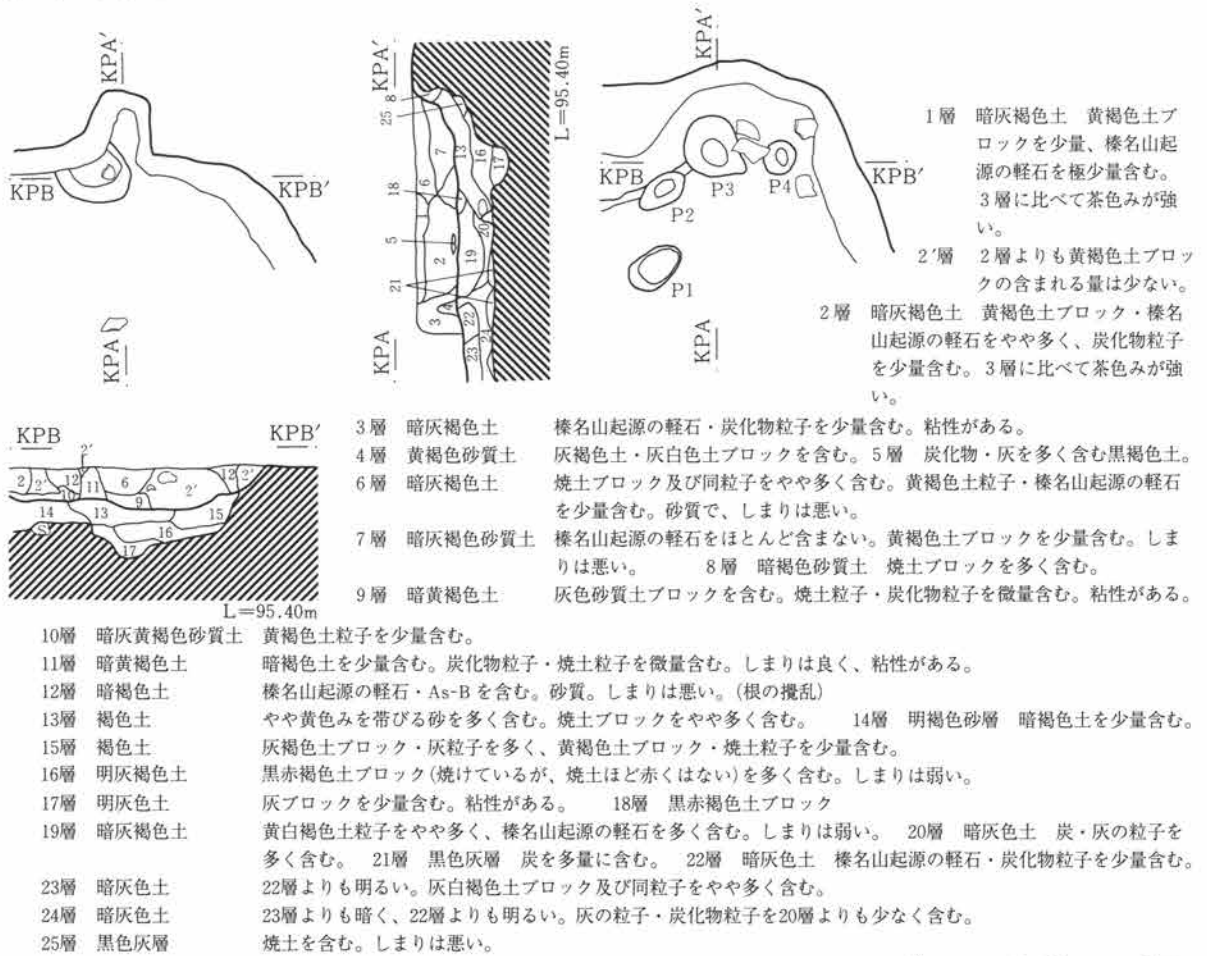 KPA′
KPB
KPB′
KPA
KPA′
L=95.40m
8
25
7
13
16
17
6
18
20
5
2
19
21
4
3
22
23
24
KPA
KPA′
KPB
KPB′
P3
P4
P2
P1
KPA
1層 暗灰褐色土 黄褐色土ブ
ロックを少量、榛名山起
源の軽石を極少量含む。
3層に比べて茶色みが強
い。
2′層 2層よりも黄褐色土ブロッ
クの含まれる量は少ない。
2層 暗灰褐色土 黄褐色土ブロック・榛名
山起源の軽石をやや多く、炭化物粒子
を少量含む。3層に比べて茶色みが強
い。
KPB
KPB′
2′
2 2′ 12 11 6 2′ 12 2′
10 9
14 13 15
S 16
17
L=95.40m
3層 暗灰褐色土 榛名山起源の軽石・炭化物粒子を少量含む。粘性がある。
4層 黄褐色砂質土 灰褐色土・灰白色土ブロックを含む。5層 炭化物・灰を多く含む黒褐色土。
6層 暗灰褐色土 焼土ブロック及び同粒子をやや多く含む。黄褐色土粒子・榛名山起源の軽石
を少量含む。砂質で、しまりは悪い。
7層 暗灰褐色砂質土 榛名山起源の軽石をほとんど含まない。黄褐色土ブロックを少量含む。しま
りは悪い。 8層 暗褐色砂質土 焼土ブロックを多く含む。
9層 暗黄褐色土 灰色砂質土ブロックを含む。焼土粒子・炭化物粒子を微量含む。粘性がある。
10層 暗灰黄褐色砂質土 黄褐色土粒子を少量含む。
11層 暗黄褐色土 暗褐色土を少量含む。炭化物粒子・焼土粒子を微量含む。しまりは良く、粘性がある。
12層 暗褐色土 榛名山起源の軽石・As-Bを含む。砂質。しまりは悪い。(根の攪乱)
13層 褐色土 やや黄色みを帯びる砂を多く含む。焼土ブロックをやや多く含む。 14層 明褐色砂層 暗褐色土を少量含む。
15層 褐色土 灰褐色土ブロック・灰粒子を多く、黄褐色土ブロック・焼土粒子を少量含む。
16層 明灰褐色土 黒赤褐色土ブロック(焼けているが、焼土ほど赤くはない)を多く含む。しまりは弱い。
17層 明灰色土 灰ブロックを少量含む。粘性がある。 18層 黒赤褐色土ブロック
19層 暗灰褐色土 黄白褐色土粒子をやや多く、榛名山起源の軽石を多く含む。しまりは弱い。 20層 暗灰色土 炭・灰の粒子を
多く含む。 21層 黒色灰層 炭を多量に含む。 22層 暗灰色土 榛名山起源の軽石・炭化物粒子を少量含む。
23層 暗灰色土 22層よりも明るい。灰白褐色土ブロック及び同粒子をやや多く含む。
24層 暗灰色土 23層よりも暗く、22層よりも明るい。灰の粒子・炭化物粒子を20層よりも少なく含む。
25層 黒色灰層 焼土を含む。しまりは悪い。